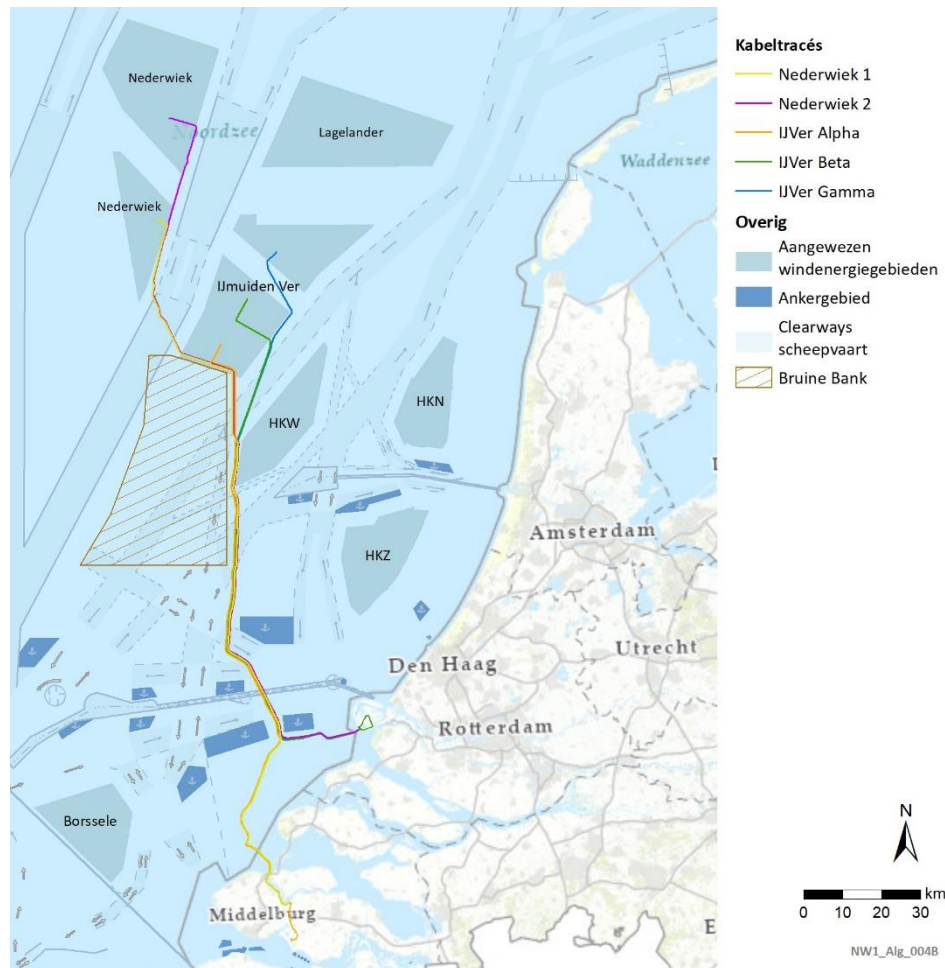 Nederwiek
Noordzee
Lagelander
Waddenzee
Nederwiek
IJmuiden Ver
HKW
HKN
HKZ
Amsterdam
Utrecht
Den Haag
Rotterdam
Borssele
Middelburg
Kabeltracés
Nederwiek 1
Nederwiek 2
IJVer Alpha
IJVer Beta
IJVer Gamma
Overig
Aangewezen
windenergiegebieden
Ankergebied
Clearways
scheepvaart
Bruine Bank
N
km
0 10 20 30
NW1_Alg_004B